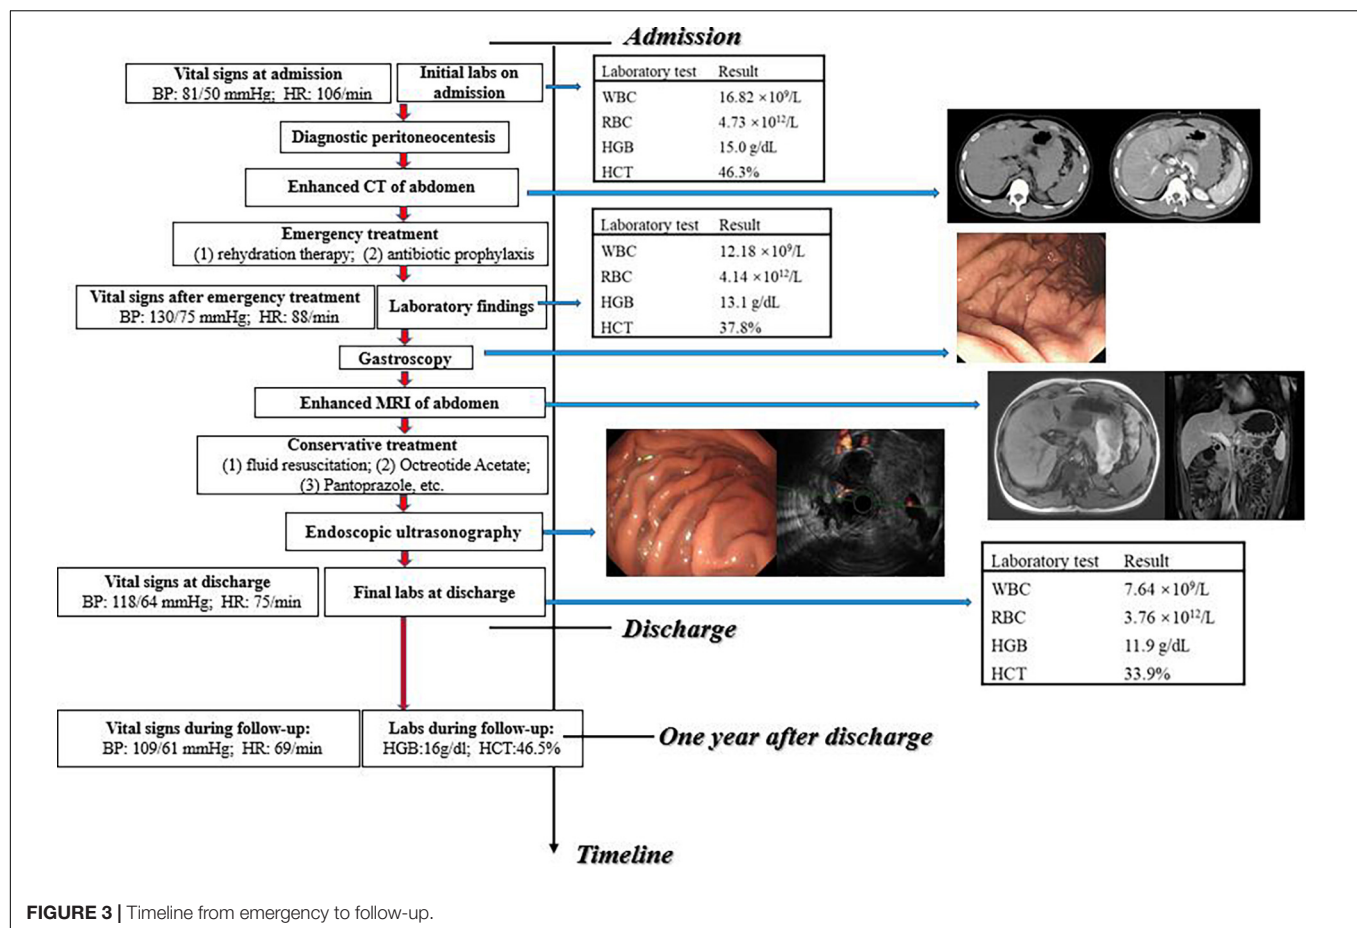 Admission
Vital signs at admission
BP: 81/50 mmHg; HR: 106/min
Initial labs on
admission
Laboratory test Result
WBC 16.82 ×10⁹/L
RBC 4.73 ×10¹²/L
HGB 15.0 g/dL
HCT 46.3%
Diagnostic peritoneocentesis
Enhanced CT of abdomen
Emergency treatment
(1) rehydration therapy; (2) antibiotic prophylaxis
Vital signs after emergency treatment
BP: 130/75 mmHg; HR: 88/min
Laboratory findings
Laboratory test Result
WBC 12.18 ×10⁹/L
RBC 4.14 ×10¹²/L
HGB 13.1 g/dL
HCT 37.8%
Gastroscopy
Enhanced MRI of abdomen
Conservative treatment
(1) fluid resuscitation; (2) Octreotide Acetate;
(3) Pantoprazole, etc.
Endoscopic ultrasonography
Vital signs at discharge
BP: 118/64 mmHg; HR: 75/min
Final labs at discharge
Laboratory test Result
WBC 7.64 ×10⁹/L
RBC 3.76 ×10¹²/L
HGB 11.9 g/dL
HCT 33.9%
Discharge
Vital signs during follow-up:
BP: 109/61 mmHg; HR: 69/min
Labs during follow-up:
HGB:16g/dl; HCT:46.5%
One year after discharge
Timeline
FIGURE 3 | Timeline from emergency to follow-up.